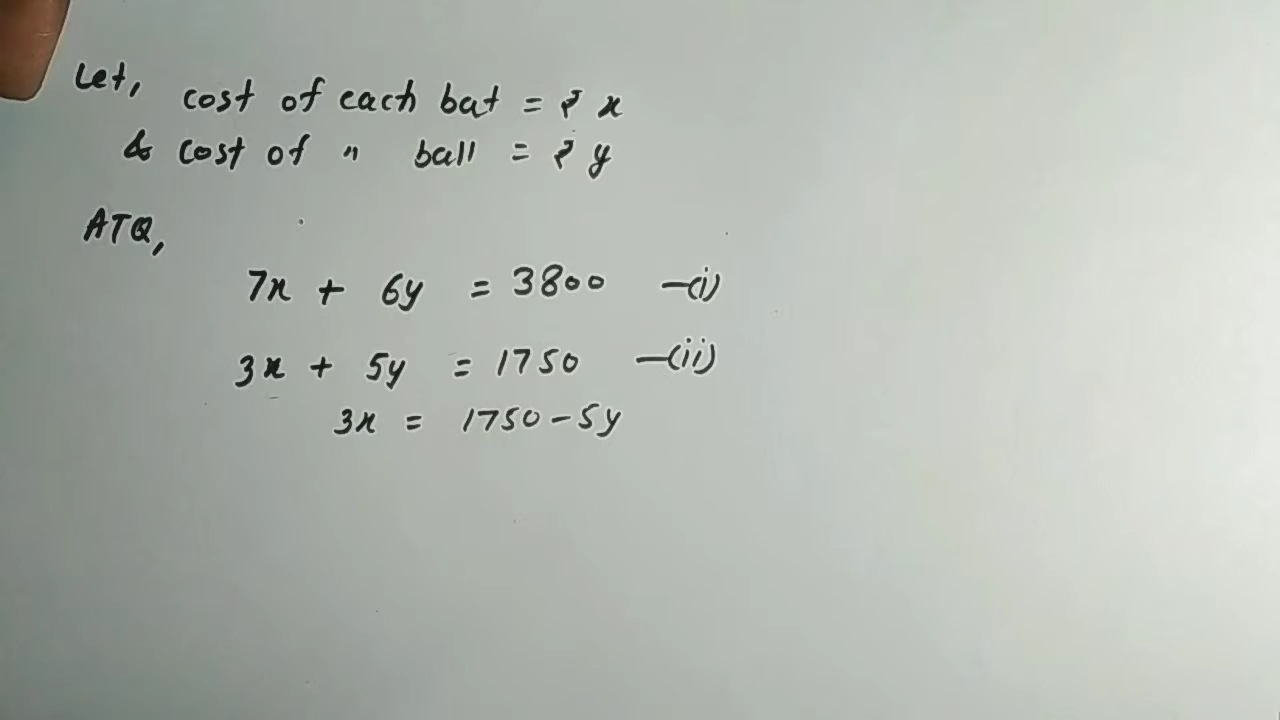 Let, cost of each bat = ₹ x
& cost of " ball = ₹ y
ATQ,
7x + 6y = 3800 —(i)
3x + 5y = 1750 —(ii)
3x = 1750 - 5y